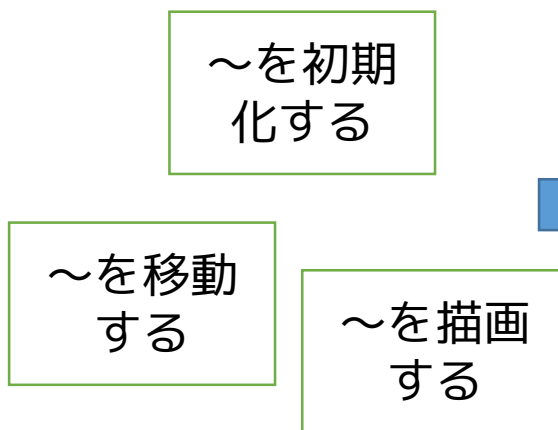 ～を初期
化する
～を移動
する
～を描画
する